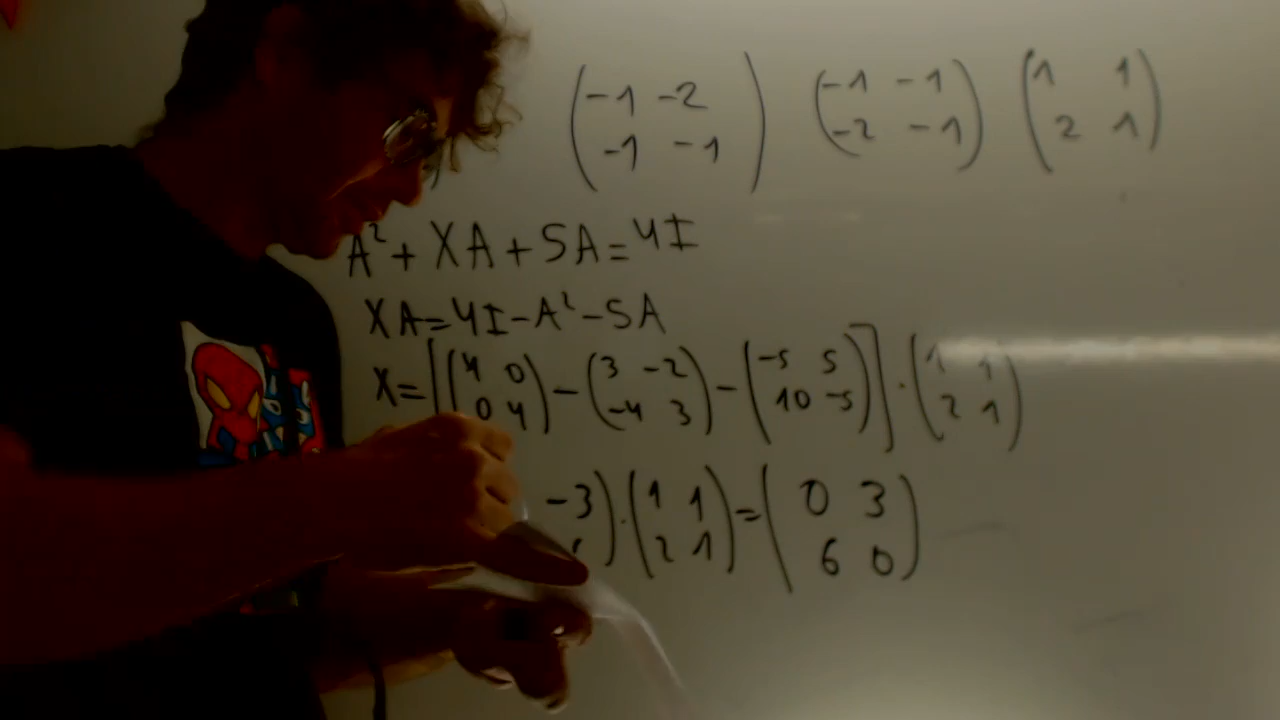 (-1 -2 (-1 -1 (1 1
-1 -1) -2 -1) 2 1)
A² + XA + 5A = 4I
XA = 4I - A² - 5A
X = [(4 0 - (3 -2 - (-5 5 )] · (1 1
0 4) -4 3) 10 -5 2 1)
-3 ) · (1 1 ) = (0 3
2 1 6 0)